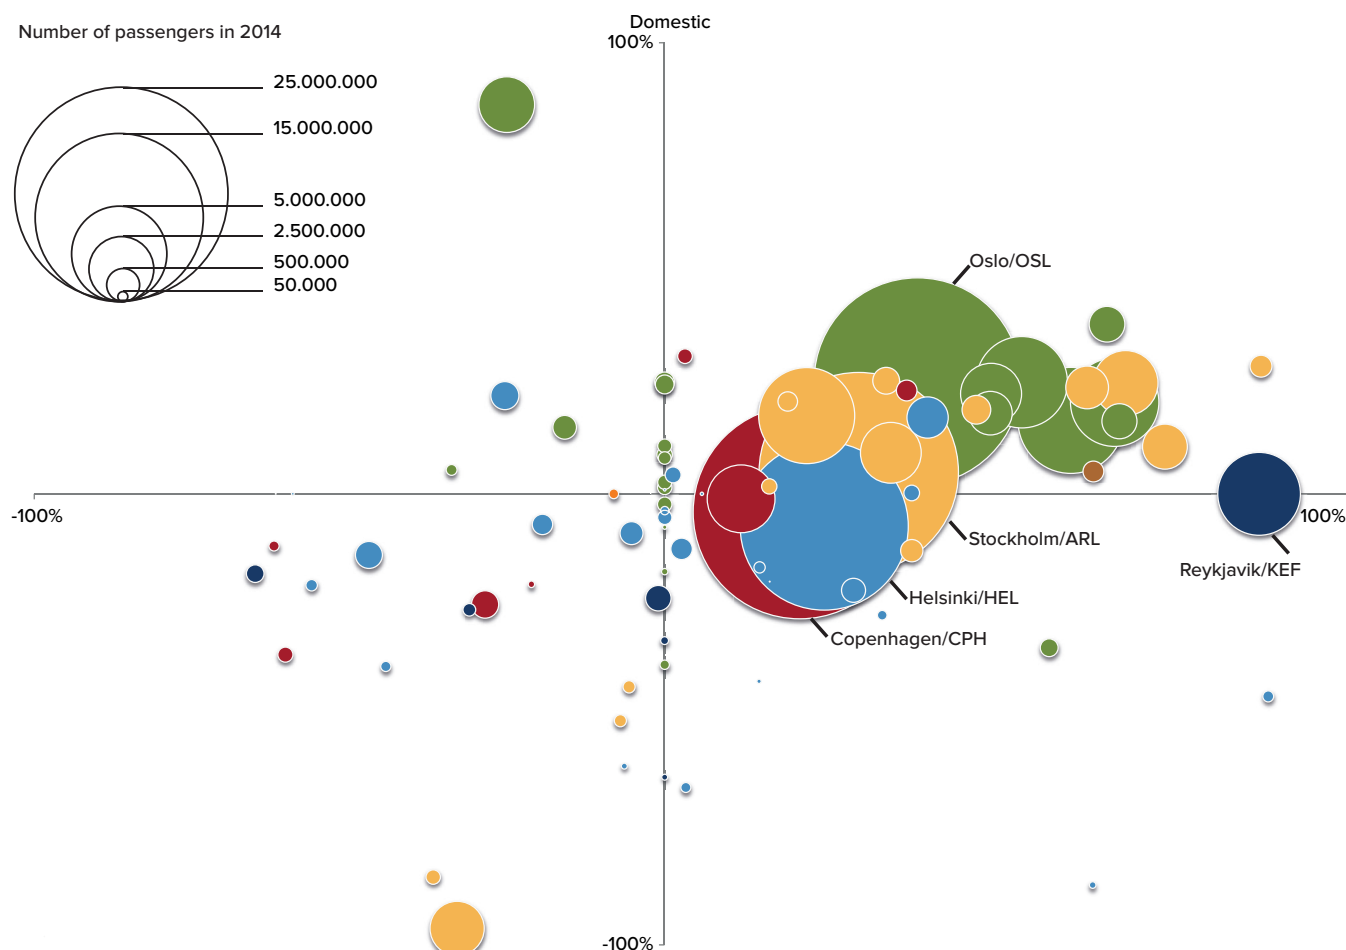 Domestic
Number of passengers in 2014
100%
25.000.000
15.000.000
5.000.000
2.500.000
500.000
50.000
Oslo/OSL
-100%
100%
Stockholm/ARL
Reykjavik/KEF
Helsinki/HEL
Copenhagen/CPH
-100%